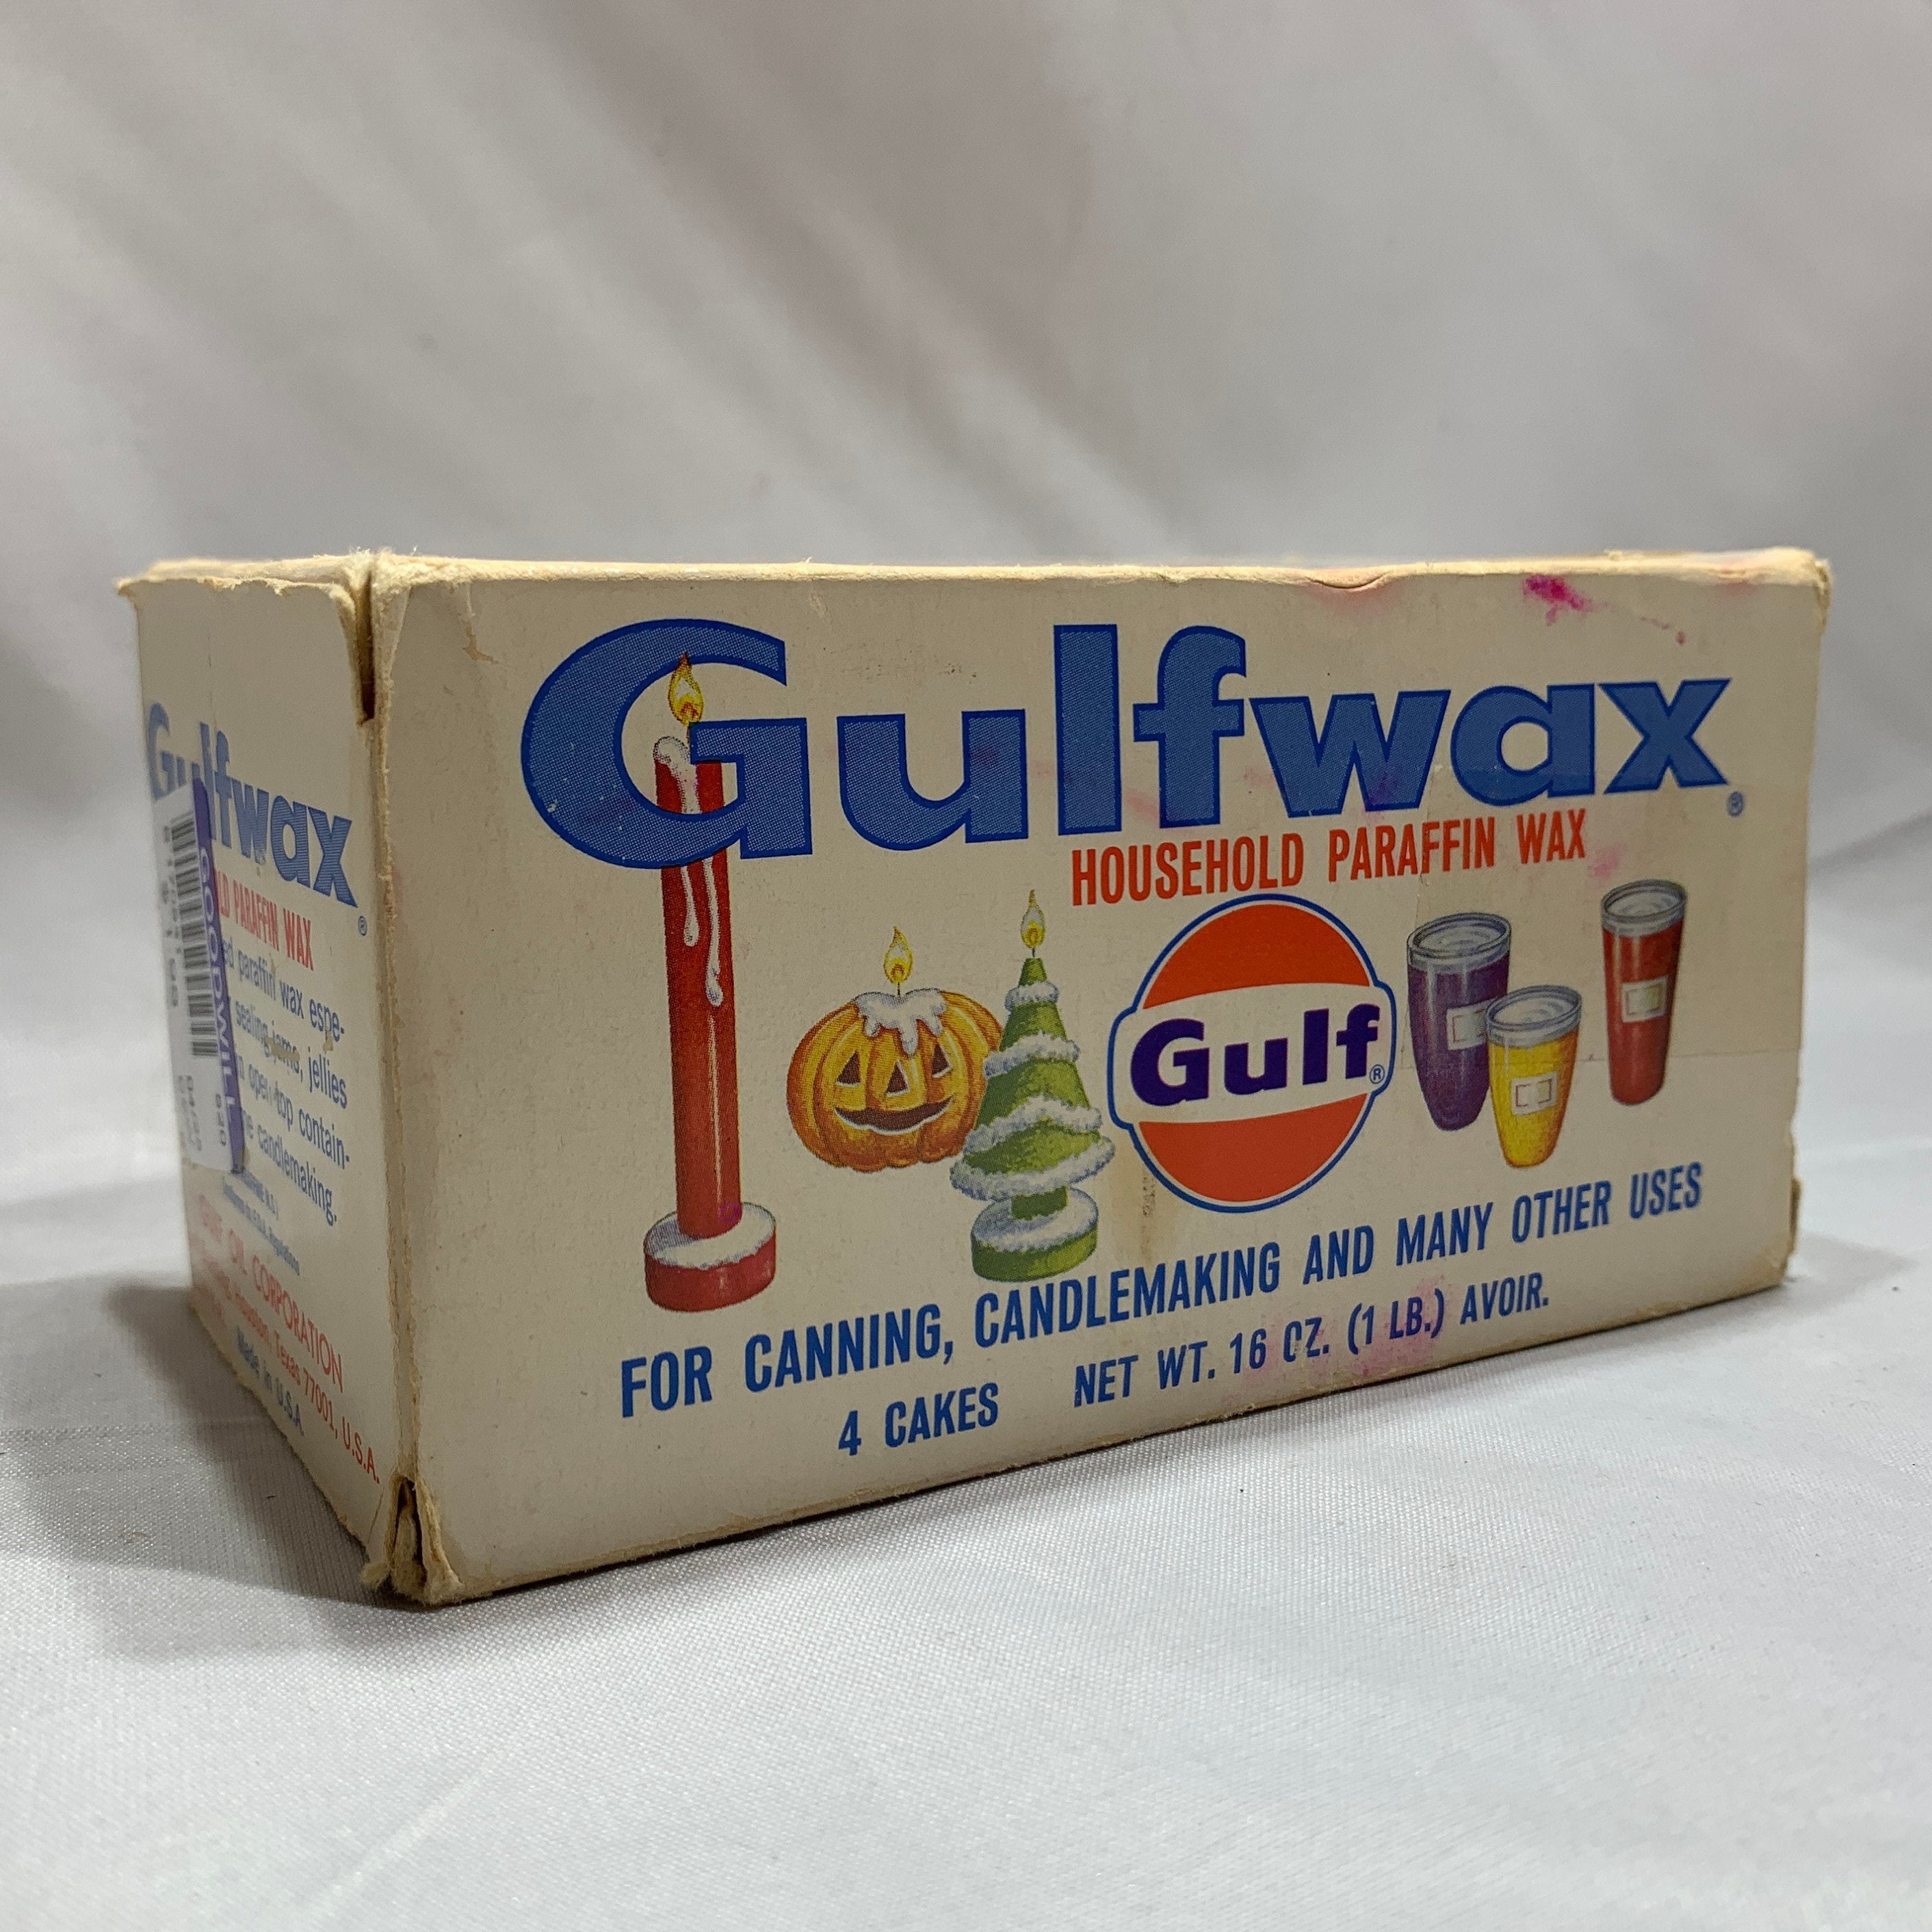 Gulfwax®
HOUSEHOLD PARAFFIN WAX
Gulf®
FOR CANNING, CANDLEMAKING AND MANY OTHER USES
4 CAKES NET WT. 16 OZ. (1 LB.) AVOIR.
Gulfwax®
PARAFFIN WAX
paraffin wax espe-
sealing jams, jellies
open top contain-
candlemaking.
GOODWILL
OIL CORPORATION
Houston, Texas 77001, U.S.A.
Made in U.S.A